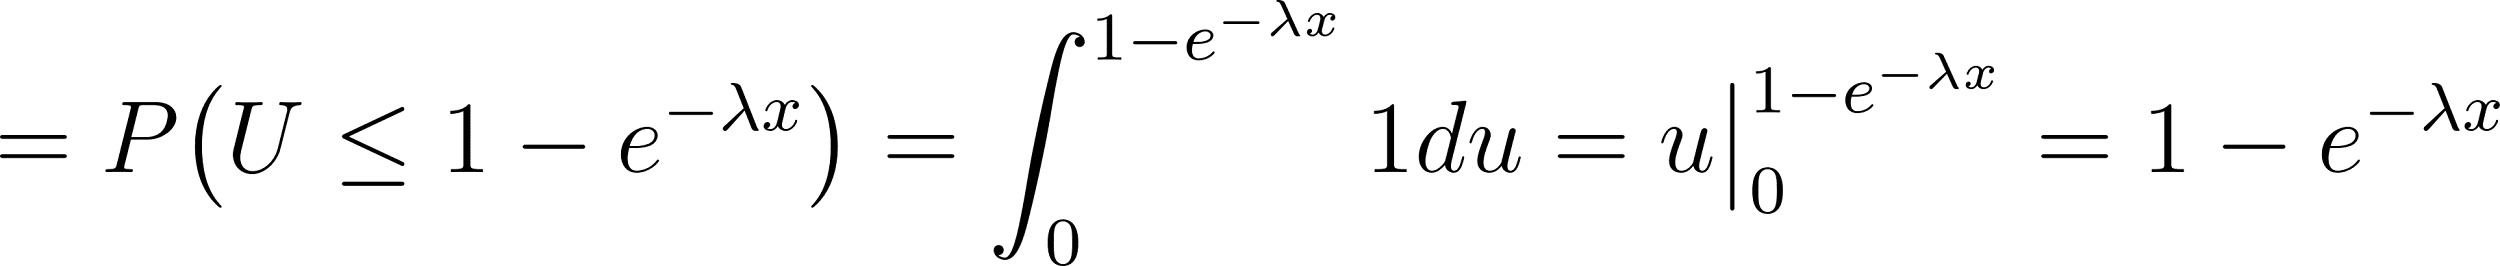 = P(U ≤ 1 − e^{−λx}) = ∫_0^{1−e^{−λx}} 1du = u|_0^{1−e^{−λx}} = 1 − e^{−λx}